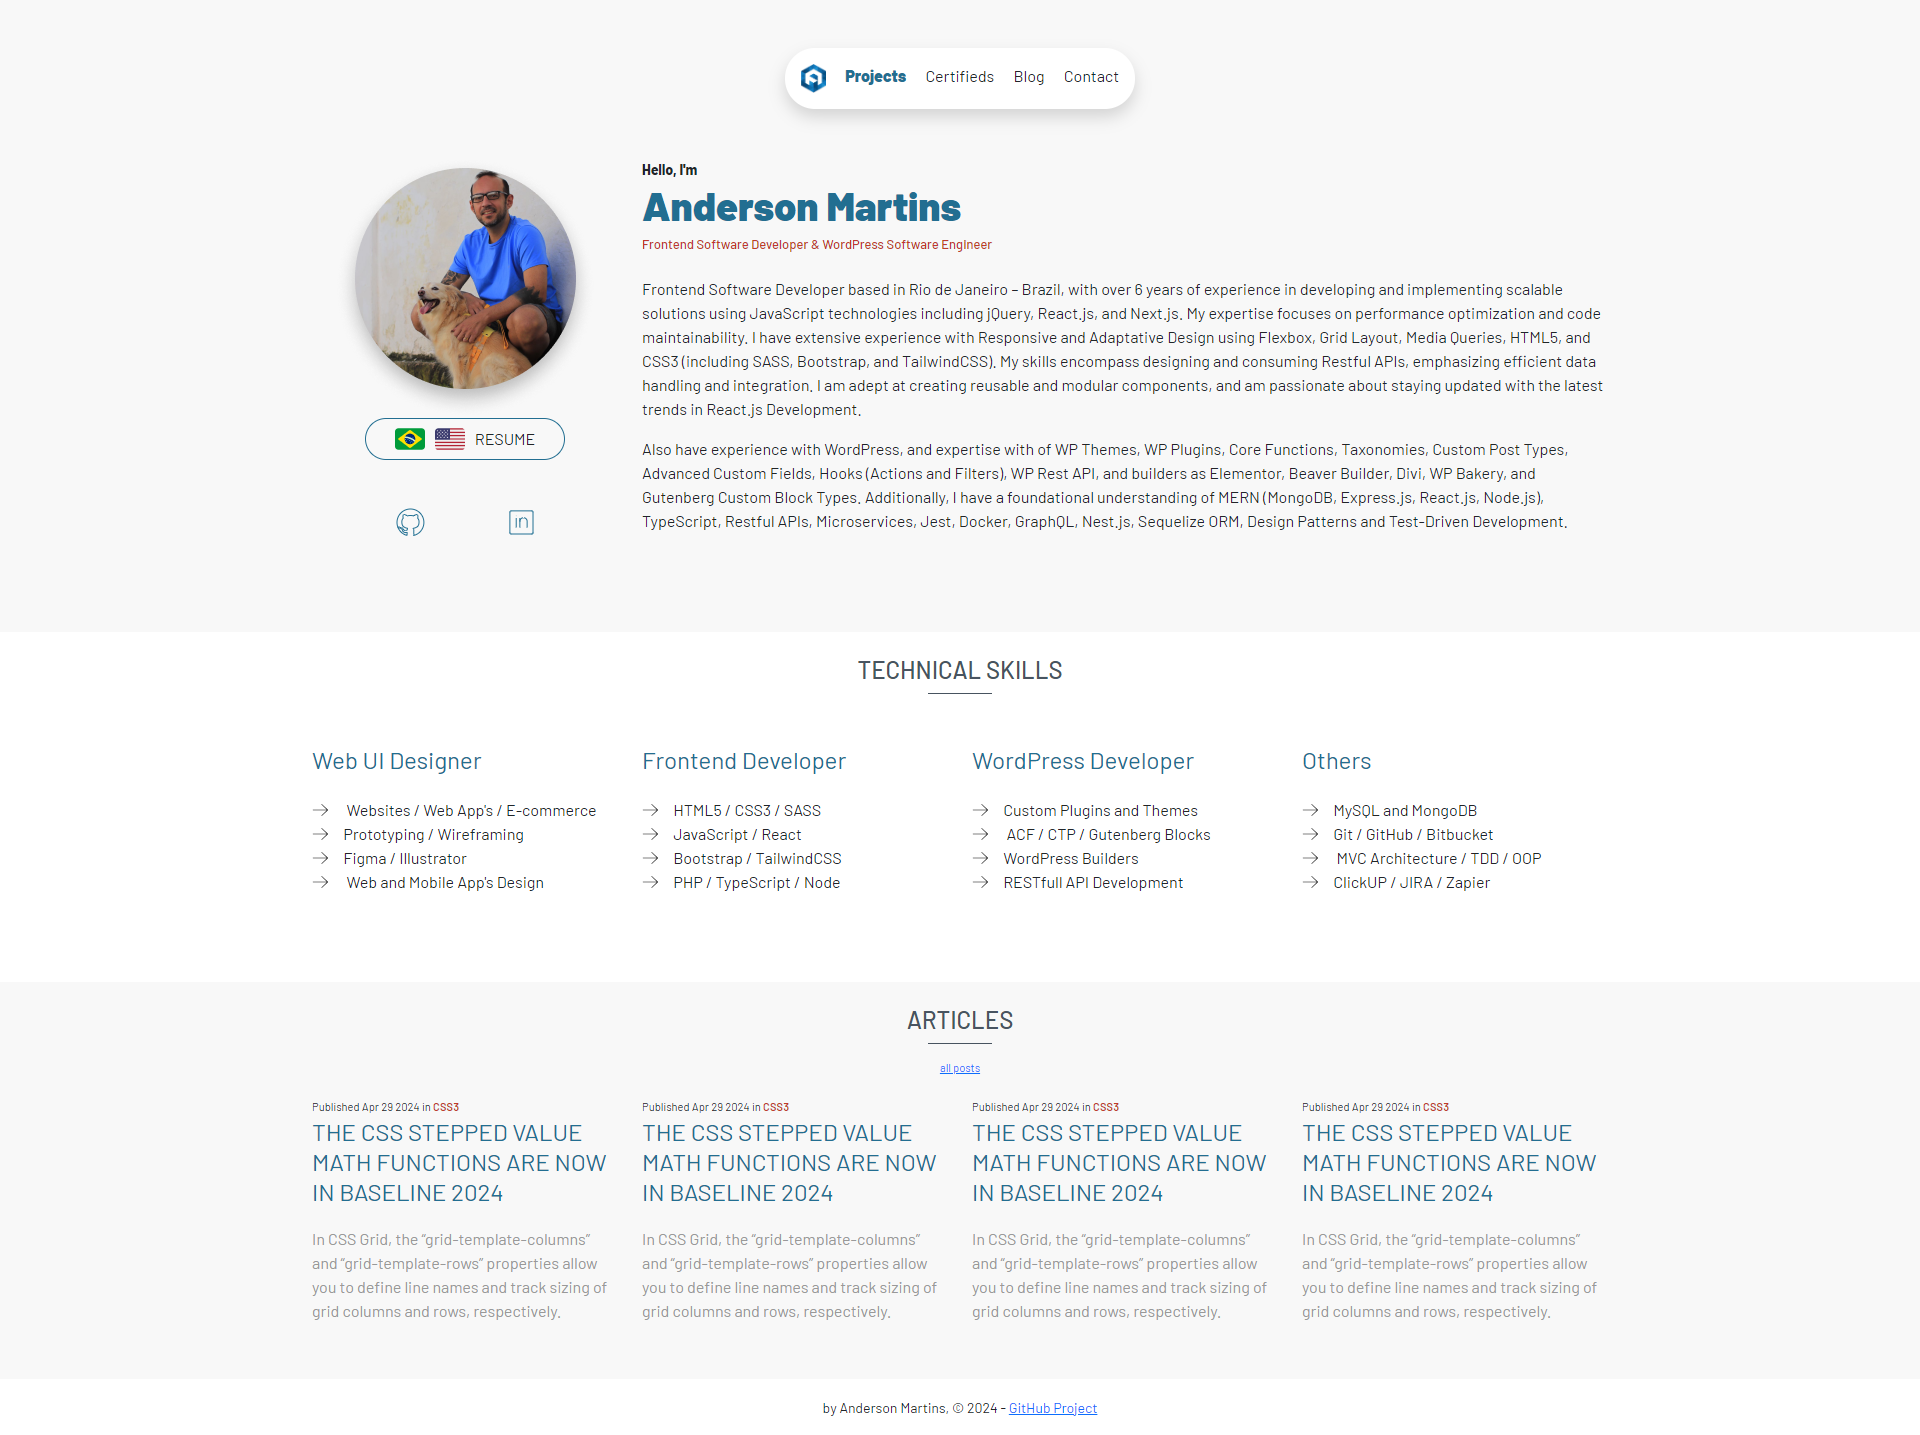 Projects Certifieds Blog Contact
Hello, I'm
Anderson Martins
Frontend Software Developer & WordPress Software Engineer
Frontend Software Developer based in Rio de Janeiro – Brazil, with over 6 years of experience in developing and implementing scalable
solutions using JavaScript technologies including jQuery, React.js, and Next.js. My expertise focuses on performance optimization and code
maintainability. I have extensive experience with Responsive and Adaptative Design using Flexbox, Grid Layout, Media Queries, HTML5, and
CSS3 (including SASS, Bootstrap, and TailwindCSS). My skills encompass designing and consuming Restful APIs, emphasizing efficient data
handling and integration. I am adept at creating reusable and modular components, and am passionate about staying updated with the latest
trends in React.js Development.
Also have experience with WordPress, and expertise with of WP Themes, WP Plugins, Core Functions, Taxonomies, Custom Post Types,
Advanced Custom Fields, Hooks (Actions and Filters), WP Rest API, and builders as Elementor, Beaver Builder, Divi, WP Bakery, and
Gutenberg Custom Block Types. Additionally, I have a foundational understanding of MERN (MongoDB, Express.js, React.js, Node.js),
TypeScript, Restful APIs, Microservices, Jest, Docker, GraphQL, Nest.js, Sequelize ORM, Design Patterns and Test-Driven Development.
RESUME
in
TECHNICAL SKILLS
Web UI Designer
Websites / Web App's / E-commerce
Prototyping / Wireframing
Figma / Illustrator
Web and Mobile App's Design
Frontend Developer
HTML5 / CSS3 / SASS
JavaScript / React
Bootstrap / TailwindCSS
PHP / TypeScript / Node
WordPress Developer
Custom Plugins and Themes
ACF / CTP / Gutenberg Blocks
WordPress Builders
RESTfull API Development
Others
MySQL and MongoDB
Git / GitHub / Bitbucket
MVC Architecture / TDD / OOP
ClickUP / JIRA / Zapier
ARTICLES
all posts
Published Apr 29 2024 in CSS3
THE CSS STEPPED VALUE
MATH FUNCTIONS ARE NOW
IN BASELINE 2024
In CSS Grid, the “grid-template-columns”
and “grid-template-rows” properties allow
you to define line names and track sizing of
grid columns and rows, respectively.
Published Apr 29 2024 in CSS3
THE CSS STEPPED VALUE
MATH FUNCTIONS ARE NOW
IN BASELINE 2024
In CSS Grid, the “grid-template-columns”
and “grid-template-rows” properties allow
you to define line names and track sizing of
grid columns and rows, respectively.
Published Apr 29 2024 in CSS3
THE CSS STEPPED VALUE
MATH FUNCTIONS ARE NOW
IN BASELINE 2024
In CSS Grid, the “grid-template-columns”
and “grid-template-rows” properties allow
you to define line names and track sizing of
grid columns and rows, respectively.
Published Apr 29 2024 in CSS3
THE CSS STEPPED VALUE
MATH FUNCTIONS ARE NOW
IN BASELINE 2024
In CSS Grid, the “grid-template-columns”
and “grid-template-rows” properties allow
you to define line names and track sizing of
grid columns and rows, respectively.
by Anderson Martins, © 2024 - GitHub Project